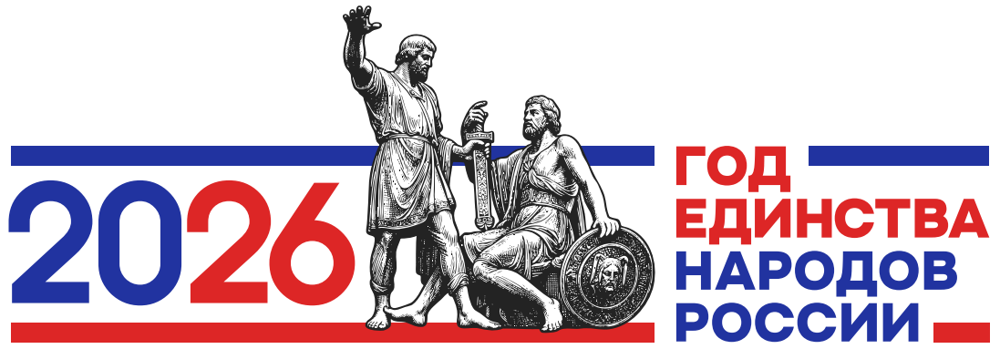 2026
ГОД
ЕДИНСТВА
НАРОДОВ
РОССИИ